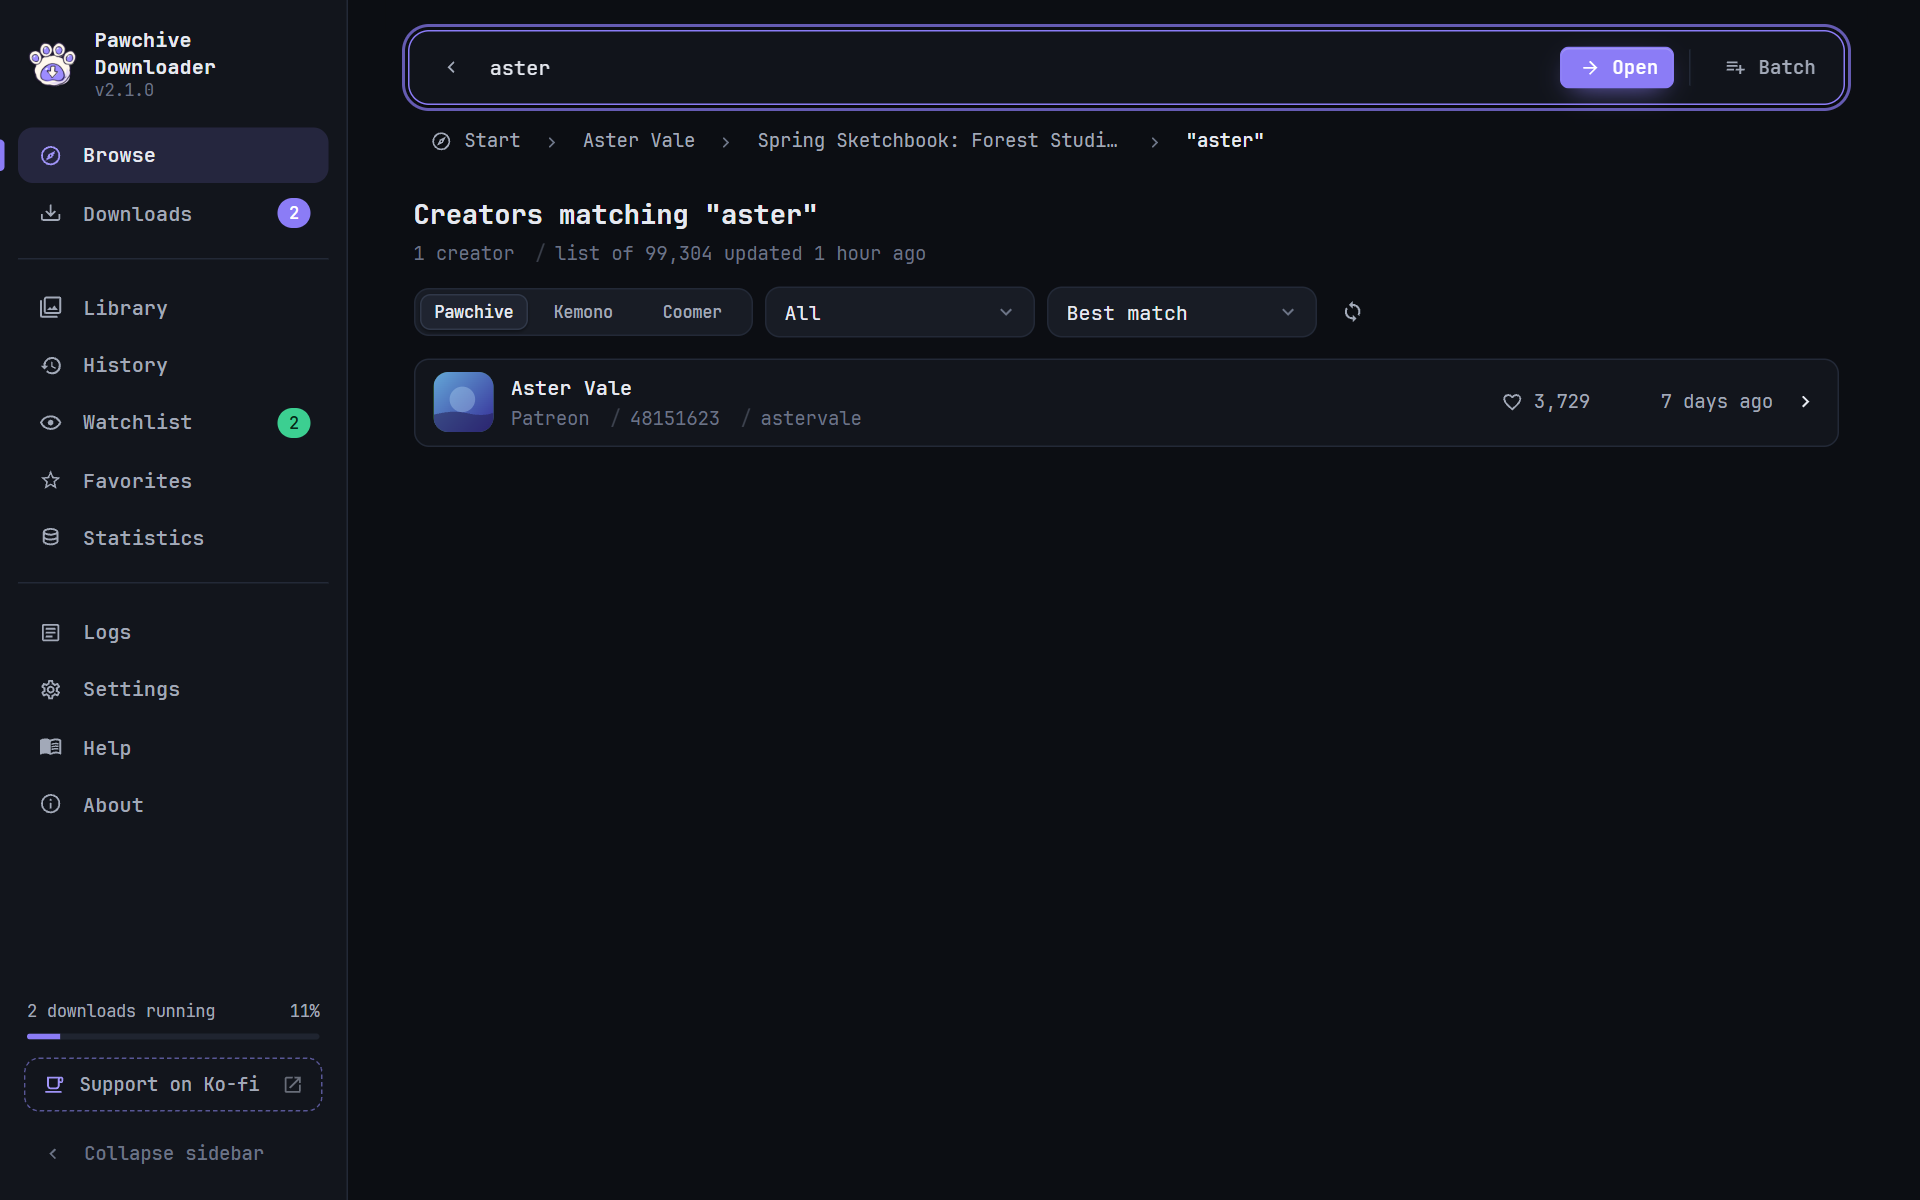 Pawchive
Downloader
v2.1.0
Browse
Downloads 2
Library
History
Watchlist 2
Favorites
Statistics
Logs
Settings
Help
About
2 downloads running 11%
Support on Ko-fi
Collapse sidebar
aster
Open
Batch
Start > Aster Vale > Spring Sketchbook: Forest Studi… > "aster"
Creators matching "aster"
1 creator / list of 99,304 updated 1 hour ago
Pawchive Kemono Coomer All Best match
Aster Vale
Patreon / 48151623 / astervale
3,729 7 days ago